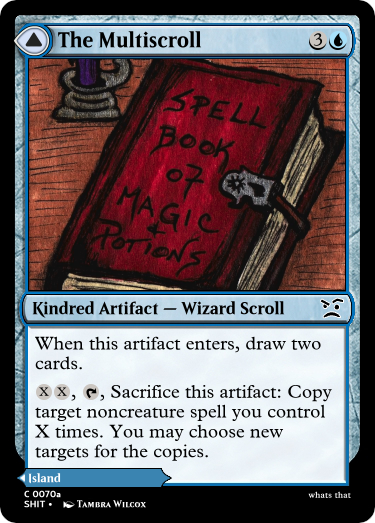 The Multiscroll
3 
SPELL
BOOK
OF
MAGIC
&
POTIONS
Kindred Artifact — Wizard Scroll
When this artifact enters, draw two
cards.
X X, , Sacrifice this artifact: Copy
target noncreature spell you control
X times. You may choose new
targets for the copies.
Island
C 0070a
SHIT • Tambra Wilcox
whats that